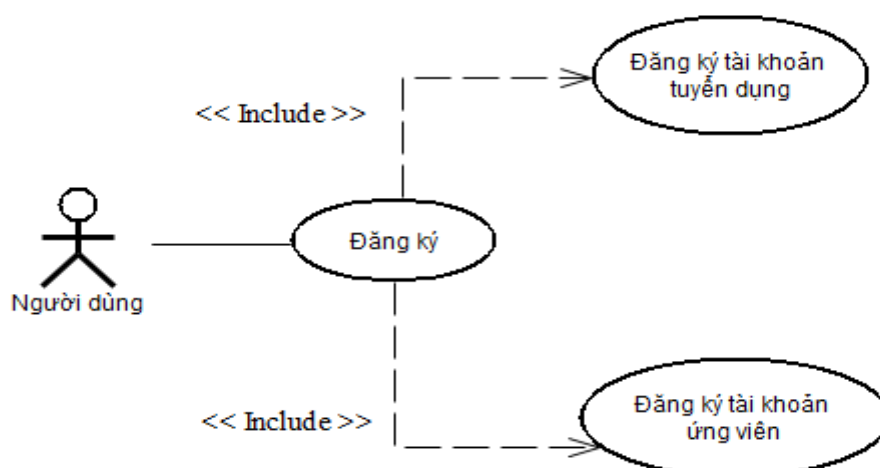 Đăng ký tài khoản
tuyển dụng
<< Include >>
Đăng ký
Người dùng
<< Include >>
Đăng ký tài khoản
ứng viên